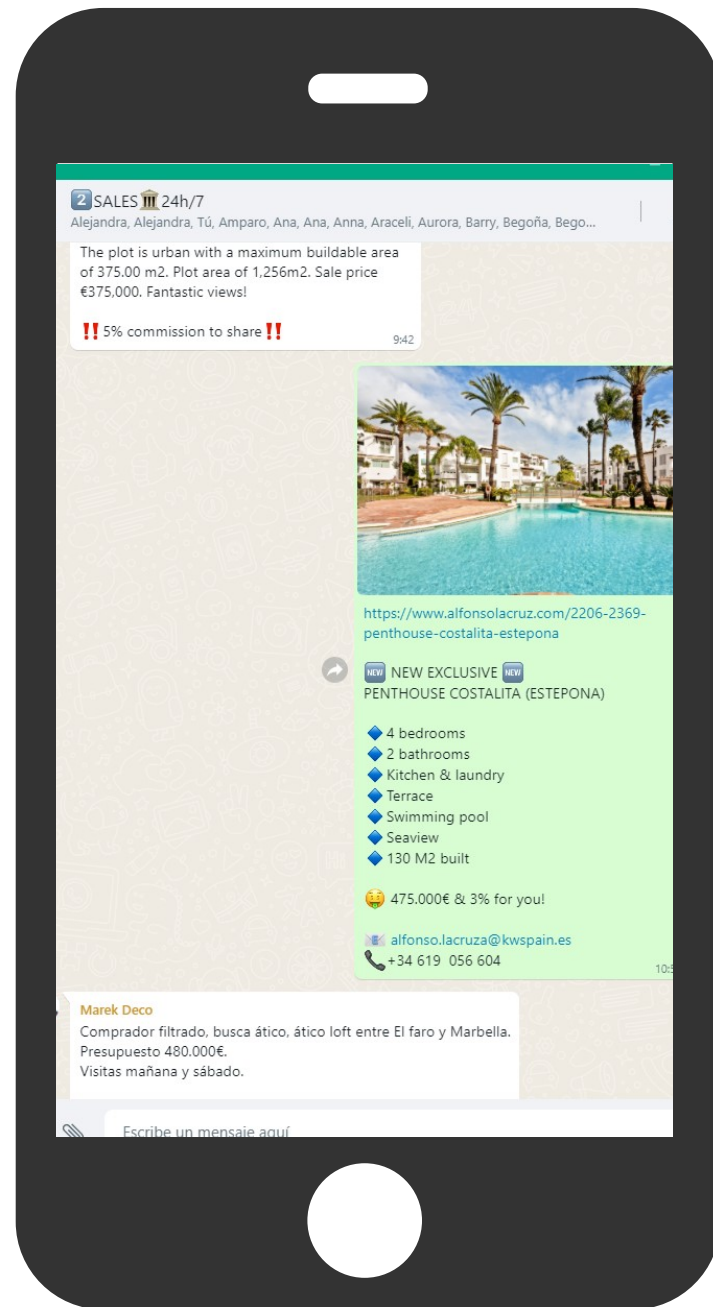 2 SALES🏛️24h/7
Alejandra, Alejandra, Tú, Amparo, Ana, Ana, Anna, Araceli, Aurora, Barry, Begoña, Bego...
The plot is urban with a maximum buildable area
of 375.00 m2. Plot area of 1,256m2. Sale price
€375,000. Fantastic views!
‼️5% commission to share‼️
9:42
https://www.alfonsolacruz.com/2206-2369-
penthouse-costalita-estepona
🆕 NEW EXCLUSIVE 🆕
PENTHOUSE COSTALITA (ESTEPONA)
🔷 4 bedrooms
🔷 2 bathrooms
🔷 Kitchen & laundry
🔷 Terrace
🔷 Swimming pool
🔷 Seaview
🔷 130 M2 built
🤑 475.000€ & 3% for you!
📧 alfonso.lacruza@kwspain.es
📞+34 619 056 604
Marek Deco
Comprador filtrado, busca ático, ático loft entre El faro y Marbella.
Presupuesto 480.000€.
Visitas mañana y sábado.
Escribe un mensaje aquí